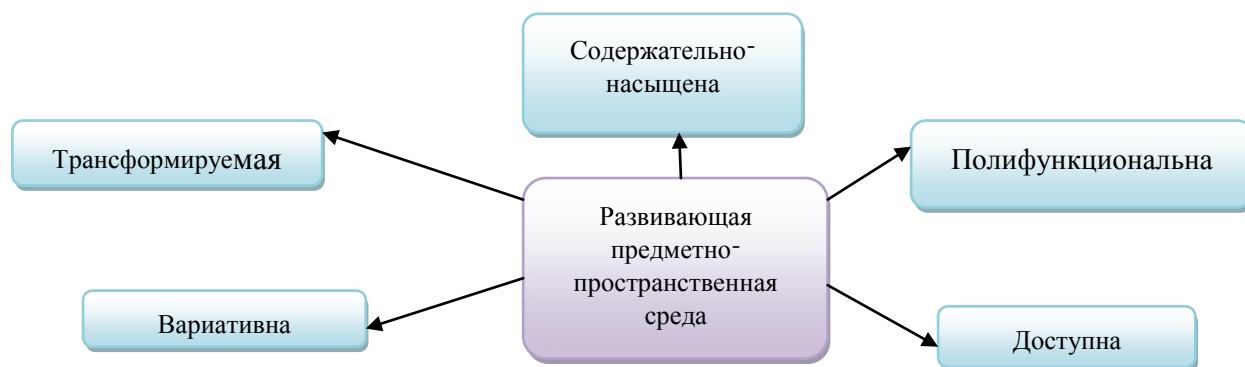 Содержательно-
насыщена
Трансформируемая
Полифункциональна
Развивающая
предметно-
пространственная
среда
Вариативна
Доступна